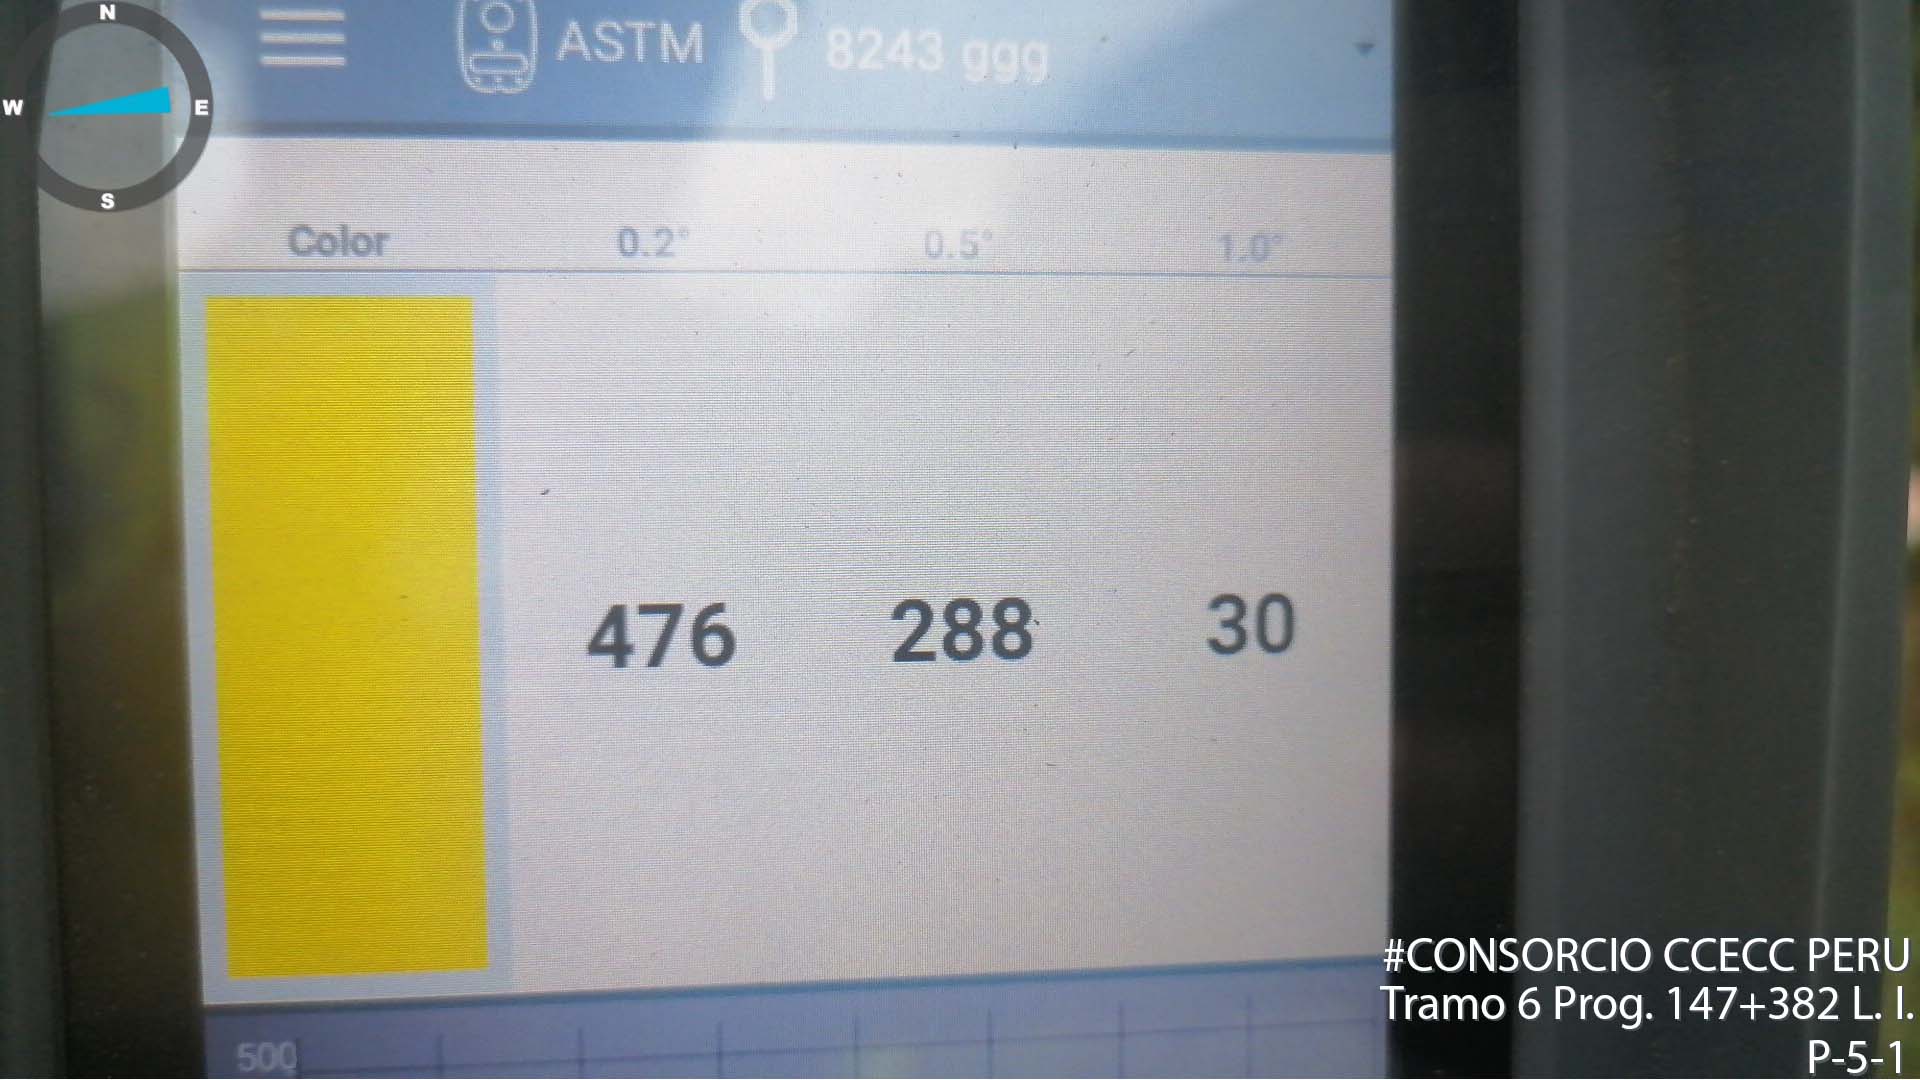 N
W E
S
ASTM 8243 ggg
Color 0.2° 0.5° 1.0°
476 288 30
500
#CONSORCIO CCECC PERU
Tramo 6 Prog. 147+382 L. I.
P-5-1